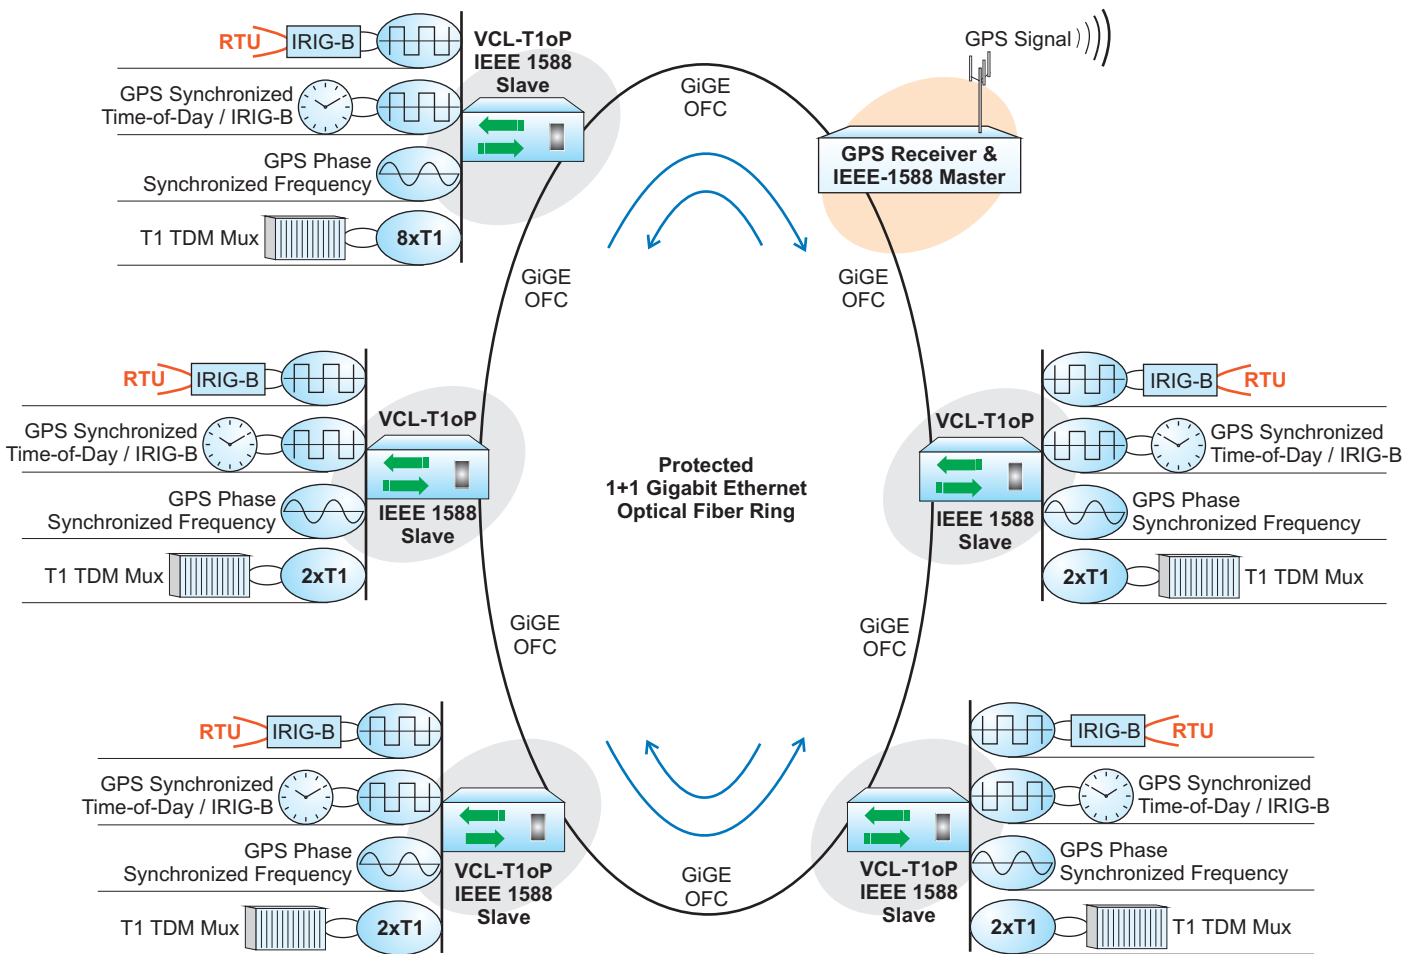 RTU
IRIG-B
GPS Synchronized
Time-of-Day / IRIG-B
GPS Phase
Synchronized Frequency
T1 TDM Mux
8xT1
VCL-T1oP
IEEE 1588
Slave
GiGE
OFC
GPS Signal
GPS Receiver &
IEEE-1588 Master
GiGE
OFC
GiGE
OFC
RTU
IRIG-B
GPS Synchronized
Time-of-Day / IRIG-B
GPS Phase
Synchronized Frequency
T1 TDM Mux
2xT1
VCL-T1oP
IEEE 1588
Slave
Protected
1+1 Gigabit Ethernet
Optical Fiber Ring
VCL-T1oP
IEEE 1588
Slave
IRIG-B
RTU
GPS Synchronized
Time-of-Day / IRIG-B
GPS Phase
Synchronized Frequency
2xT1
T1 TDM Mux
GiGE
OFC
GiGE
OFC
RTU
IRIG-B
GPS Synchronized
Time-of-Day / IRIG-B
GPS Phase
Synchronized Frequency
T1 TDM Mux
2xT1
VCL-T1oP
IEEE 1588
Slave
GiGE
OFC
VCL-T1oP
IEEE 1588
Slave
IRIG-B
RTU
GPS Synchronized
Time-of-Day / IRIG-B
GPS Phase
Synchronized Frequency
2xT1
T1 TDM Mux